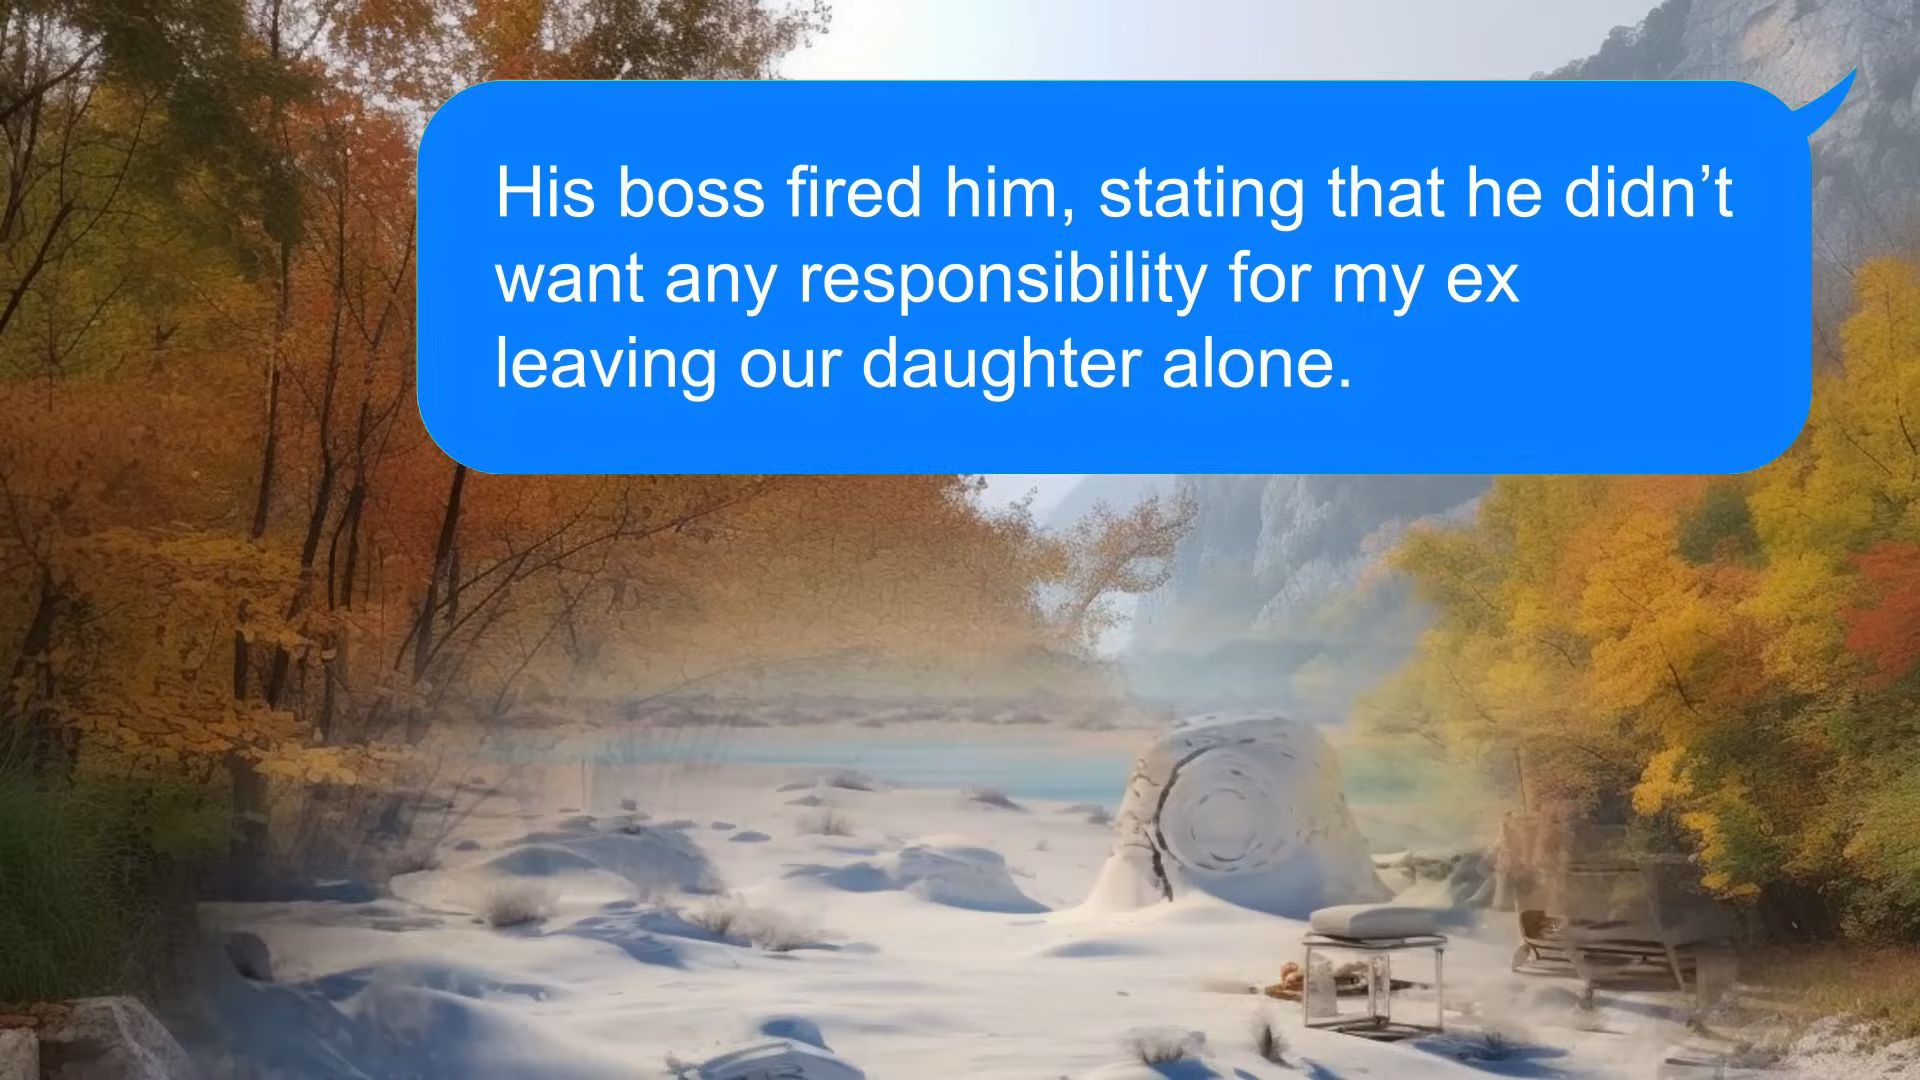 His boss fired him, stating that he didn’t
want any responsibility for my ex
leaving our daughter alone.